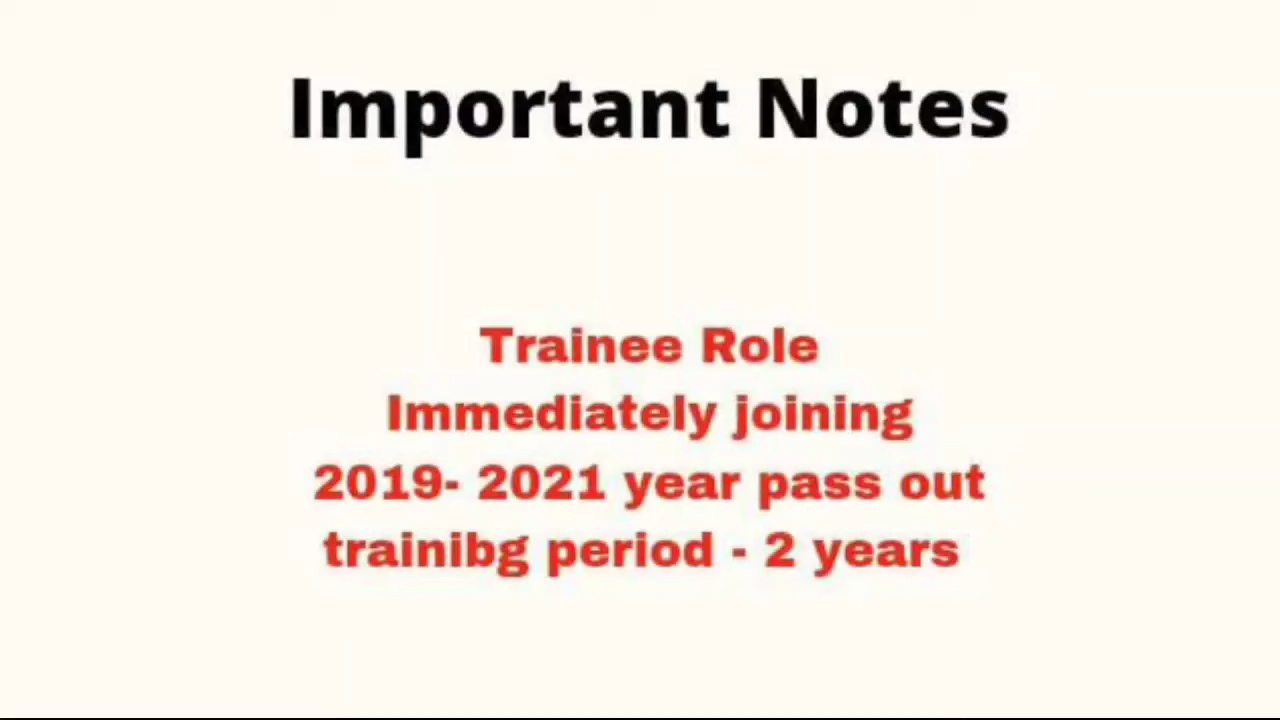 Important Notes
Trainee Role
Immediately joining
2019- 2021 year pass out
trainibg period - 2 years